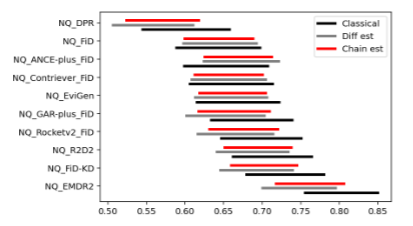 NQ_DPR
NQ_FiD
NQ_ANCE-plus_FiD
NQ_Contriever_FiD
NQ_EviGen
NQ_GAR-plus_FiD
NQ_Rocketv2_FiD
NQ_R2D2
NQ_FiD-KD
NQ_EMDR2
Classical
Diff est
Chain est
0.50 0.55 0.60 0.65 0.70 0.75 0.80 0.85